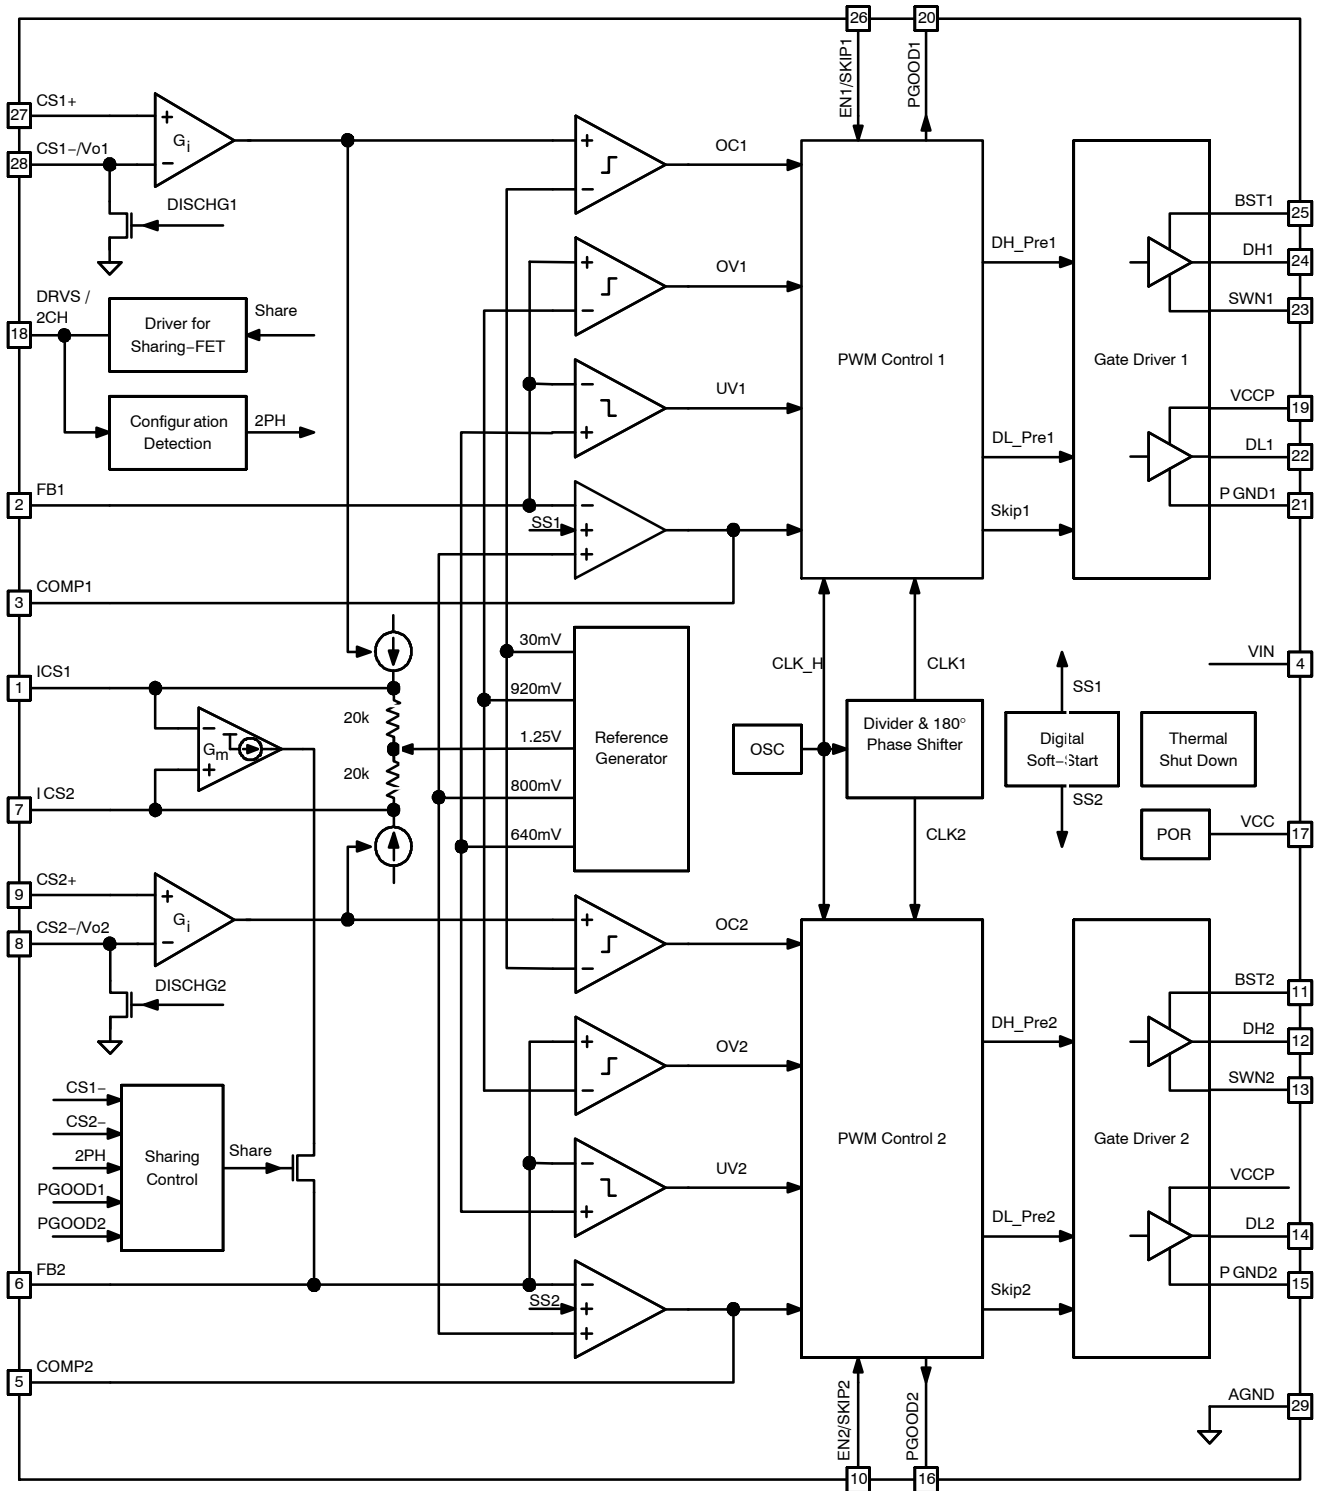 26
20
EN1/SKIP1
PGOOD1
27
CS1+
+
Gi
−
28
CS1−/Vo1
DISCHG1
+
−
OC1
+
−
OV1
−
+
UV1
−
SS1
+
+
PWM Control 1
DH_Pre1
DL_Pre1
Skip1
Gate Driver 1
BST1
25
DH1
24
SWN1
23
VCCP
19
DL1
22
PGND1
21
DRVS /
2CH
18
Driver for
Sharing−FET
Share
Configuration
Detection
2PH
2
FB1
3
COMP1
1
ICS1
−
Gm
+
7
ICS2
20k
20k
30mV
920mV
1.25V
800mV
640mV
Reference
Generator
OSC
CLK_H
CLK1
Divider & 180°
Phase Shifter
CLK2
SS1
Digital
Soft−Start
SS2
Thermal
Shut Down
VIN
4
POR
VCC
17
9
CS2+
+
Gi
−
8
CS2−/Vo2
DISCHG2
+
−
OC2
+
−
OV2
−
+
UV2
−
SS2
+
+
PWM Control 2
DH_Pre2
DL_Pre2
Skip2
Gate Driver 2
BST2
11
DH2
12
SWN2
13
VCCP
DL2
14
PGND2
15
CS1−
CS2−
2PH
PGOOD1
PGOOD2
Sharing
Control
Share
6
FB2
5
COMP2
EN2/SKIP2
PGOOD2
10
16
AGND
29